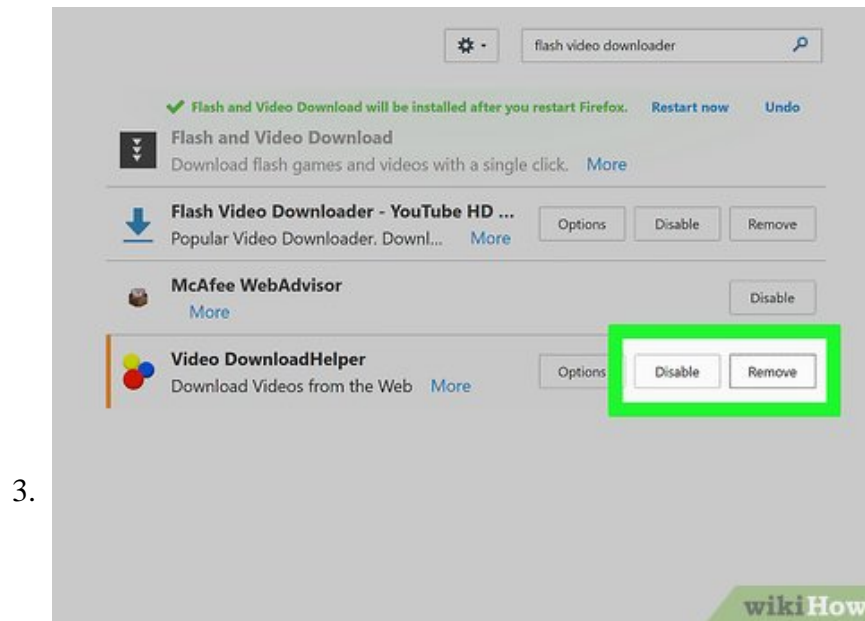 flash video downloader
Flash and Video Download will be installed after you restart Firefox. Restart now Undo
Flash and Video Download
Download flash games and videos with a single click. More
Flash Video Downloader - YouTube HD ...
Popular Video Downloader. Downl... More
Options Disable Remove
McAfee WebAdvisor
More
Disable
Video DownloadHelper
Download Videos from the Web More
Options Disable Remove
3.
wikiHow